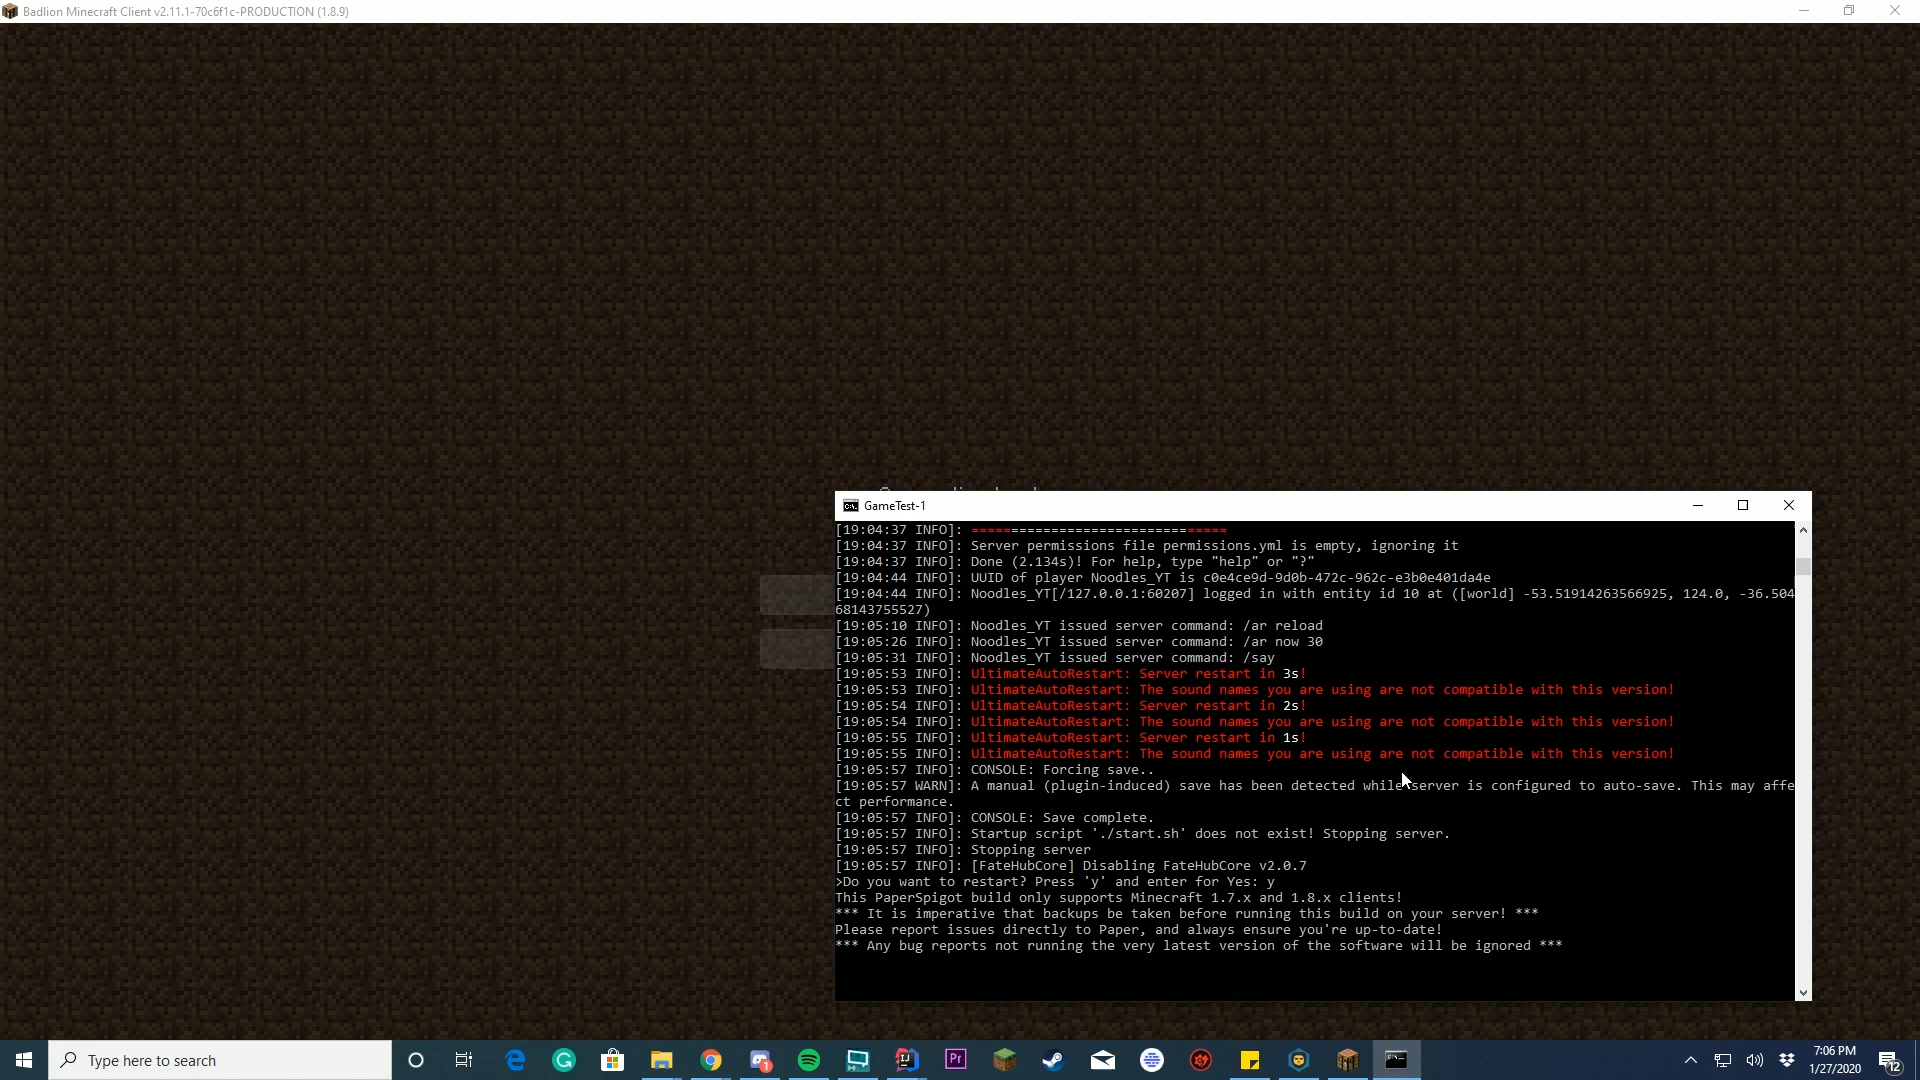 Badlion Minecraft Client v2.11.1-70c6f1c-PRODUCTION (1.8.9)
GameTest-1
[19:04:37 INFO]: ===========================
[19:04:37 INFO]: Server permissions file permissions.yml is empty, ignoring it
[19:04:37 INFO]: Done (2.134s)! For help, type "help" or "?"
[19:04:44 INFO]: UUID of player Noodles_YT is c0e4ce9d-9d0b-472c-962c-e3b0e401da4e
[19:04:44 INFO]: Noodles_YT[/127.0.0.1:60207] logged in with entity id 10 at ([world] -53.51914263566925, 124.0, -36.504
68143755527)
[19:05:10 INFO]: Noodles_YT issued server command: /ar reload
[19:05:26 INFO]: Noodles_YT issued server command: /ar now 30
[19:05:31 INFO]: Noodles_YT issued server command: /say
[19:05:53 INFO]: UltimateAutoRestart: Server restart in 3s!
[19:05:53 INFO]: UltimateAutoRestart: The sound names you are using are not compatible with this version!
[19:05:54 INFO]: UltimateAutoRestart: Server restart in 2s!
[19:05:54 INFO]: UltimateAutoRestart: The sound names you are using are not compatible with this version!
[19:05:55 INFO]: UltimateAutoRestart: Server restart in 1s!
[19:05:55 INFO]: UltimateAutoRestart: The sound names you are using are not compatible with this version!
[19:05:57 INFO]: CONSOLE: Forcing save..
[19:05:57 WARN]: A manual (plugin-induced) save has been detected while server is configured to auto-save. This may affe
ct performance.
[19:05:57 INFO]: CONSOLE: Save complete.
[19:05:57 INFO]: Startup script './start.sh' does not exist! Stopping server.
[19:05:57 INFO]: Stopping server
[19:05:57 INFO]: [FateHubCore] Disabling FateHubCore v2.0.7
>Do you want to restart? Press 'y' and enter for Yes: y
This PaperSpigot build only supports Minecraft 1.7.x and 1.8.x clients!
*** It is imperative that backups be taken before running this build on your server! ***
Please report issues directly to Paper, and always ensure you're up-to-date!
*** Any bug reports not running the very latest version of the software will be ignored ***
Type here to search
Pr
7:06 PM
1/27/2020
12